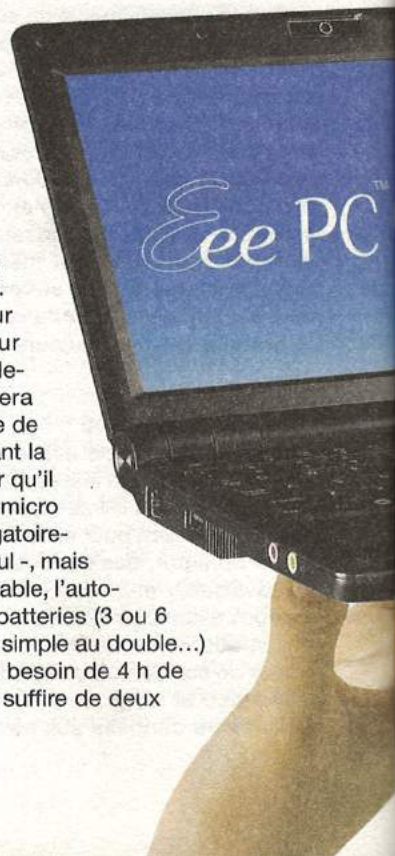 Eee PC™
.
ur
ur
de-
era
e de
ant la
r qu'il
micro
gatoire-
ul -, mais
able, l'auto-
batteries (3 ou 6
simple au double...)
besoin de 4 h de
suffire de deux